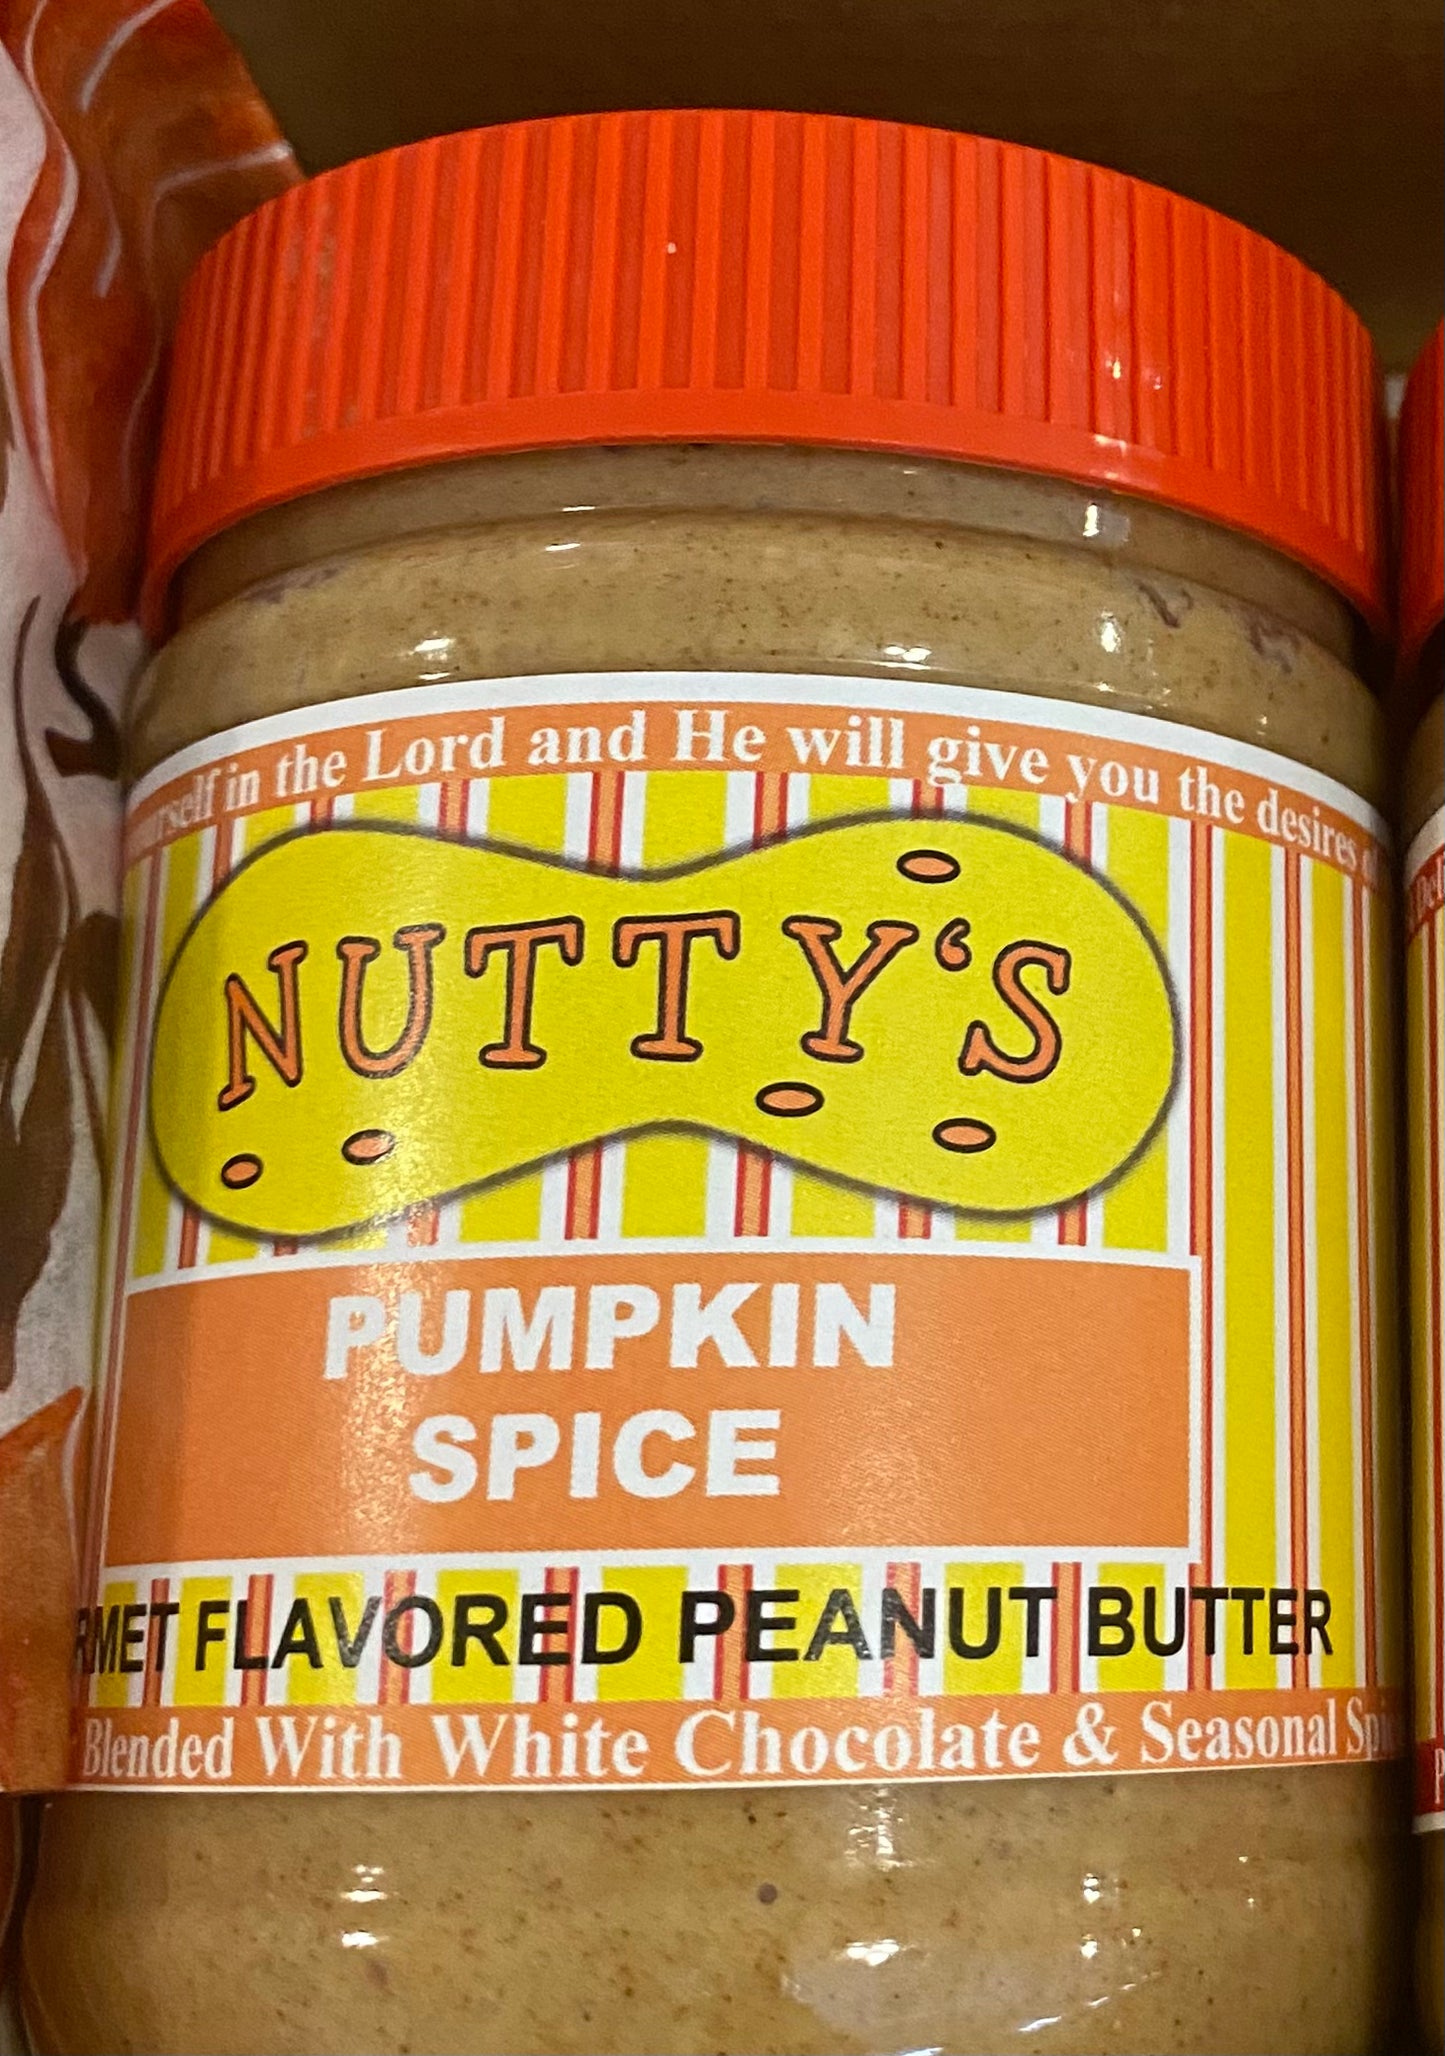 in the Lord and He will give you the desires
NUTTY'S
PUMPKIN
SPICE
FLAVORED PEANUT BUTTER
Blended With White Chocolate & Seasonal